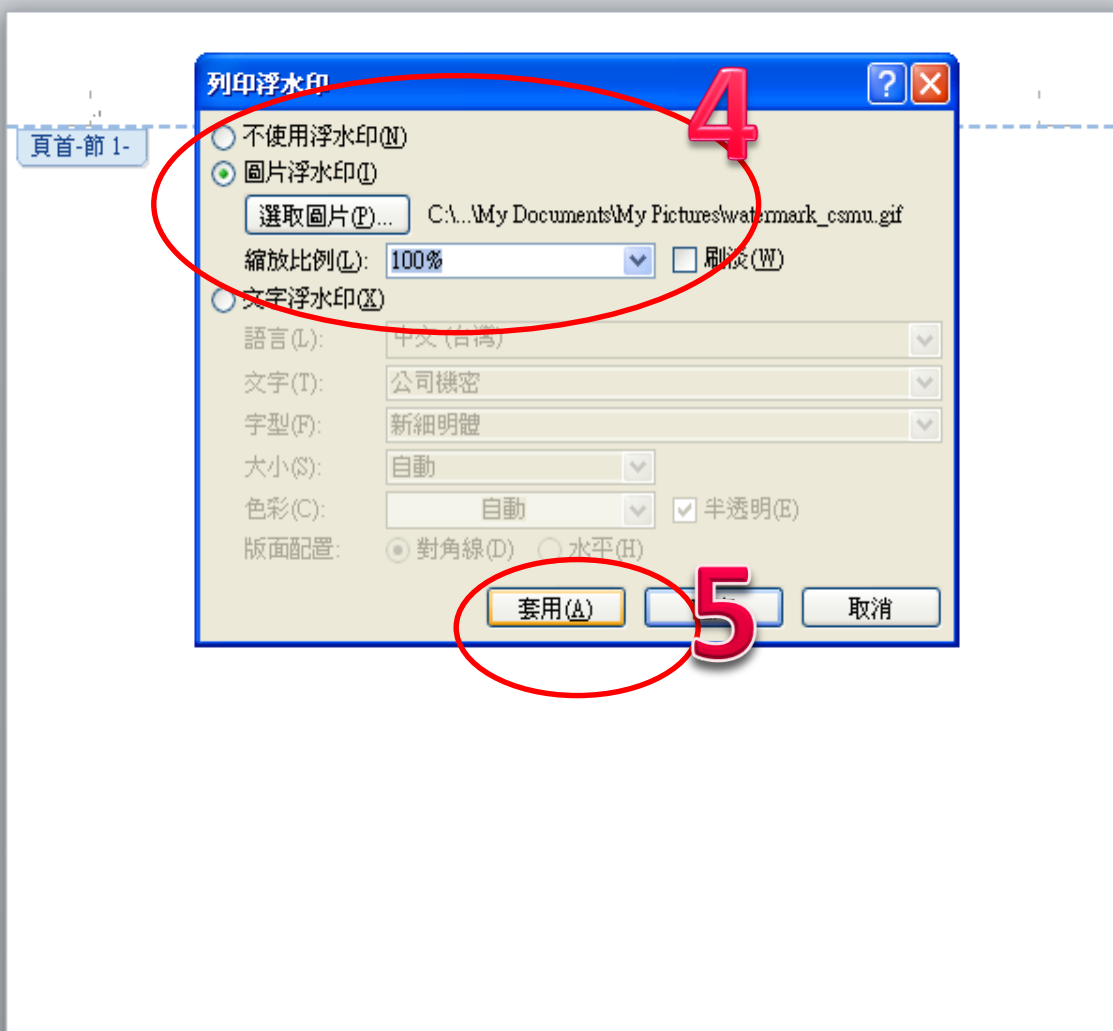 列印浮水印
4
頁首-節 1-
不使用浮水印(N)
圖片浮水印(I)
選取圖片(P)... C:\...\My Documents\My Pictures\watermark_csmu.gif
縮放比例(L): 100% 刷淡(W)
文字浮水印(X)
語言(L): 中文 (台灣)
文字(T): 公司機密
字型(F): 新細明體
大小(S): 自動
色彩(C): 自動 半透明(E)
版面配置: 對角線(D) 水平(H)
套用(A) 5 取消